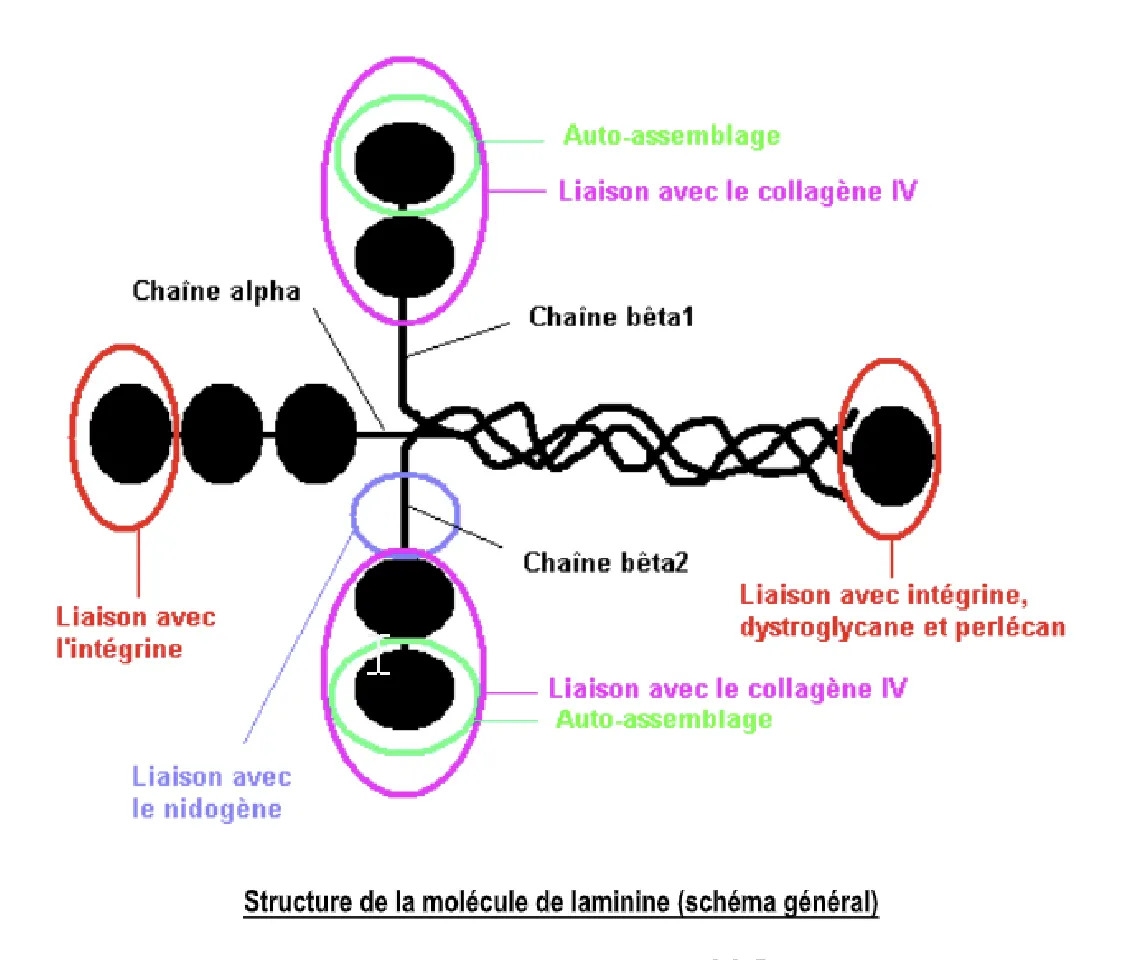 Auto-assemblage
Liaison avec le collagène IV
Chaîne alpha
Chaîne bêta1
Chaîne bêta2
Liaison avec
l'intégrine
Liaison avec intégrine,
dystroglycane et perlécan
Liaison avec le collagène IV
Auto-assemblage
Liaison avec
le nidogène
Structure de la molécule de laminine (schéma général)